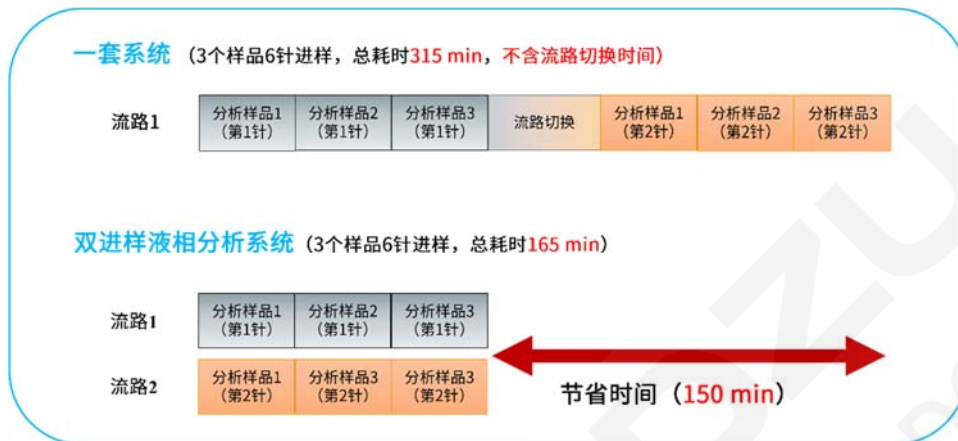 一套系统 (3个样品6针进样，总耗时315 min，不含流路切换时间)
流路1
分析样品1
(第1针)
分析样品2
(第1针)
分析样品3
(第1针)
流路切换
分析样品1
(第2针)
分析样品2
(第2针)
分析样品3
(第2针)
双进样液相分析系统 (3个样品6针进样，总耗时165 min)
流路1
分析样品1
(第1针)
分析样品2
(第1针)
分析样品3
(第1针)
流路2
分析样品1
(第2针)
分析样品3
(第2针)
分析样品3
(第2针)
节省时间（150 min）